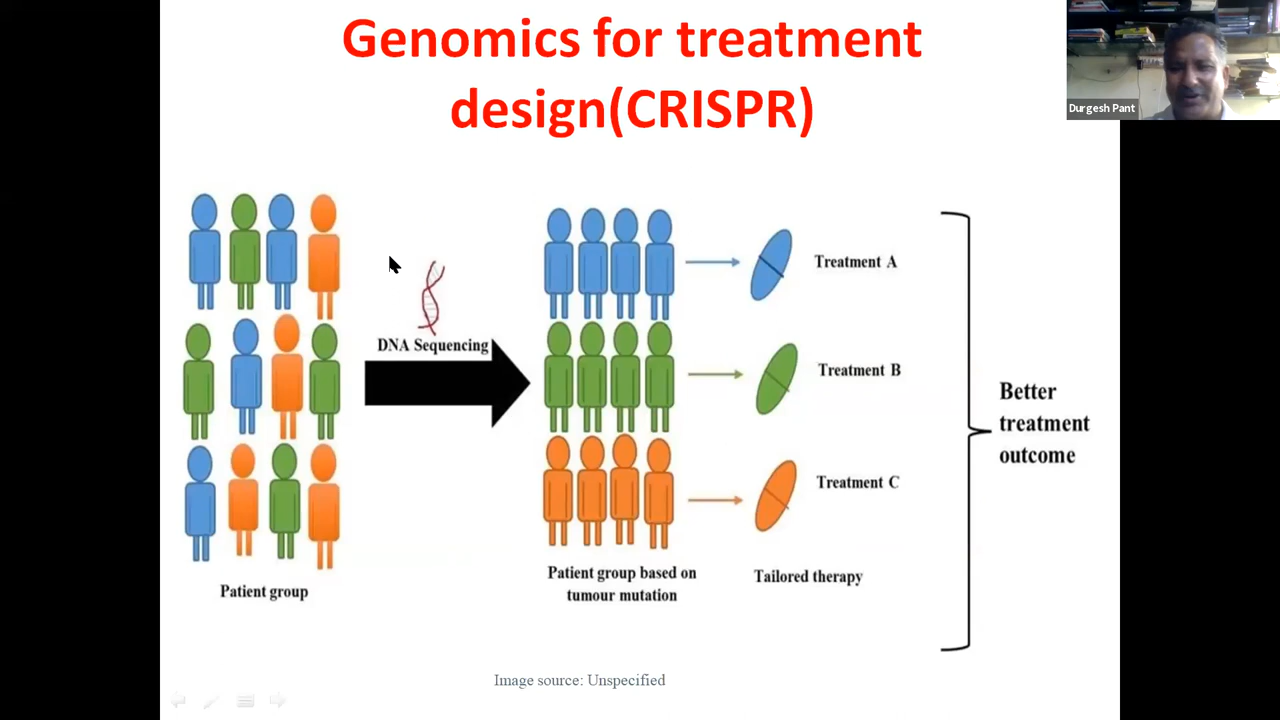 Genomics for treatment
design(CRISPR)
Durgesh Pant
DNA Sequencing
Treatment A
Treatment B
Treatment C
Better
treatment
outcome
Patient group
Patient group based on
tumour mutation
Tailored therapy
Image source: Unspecified